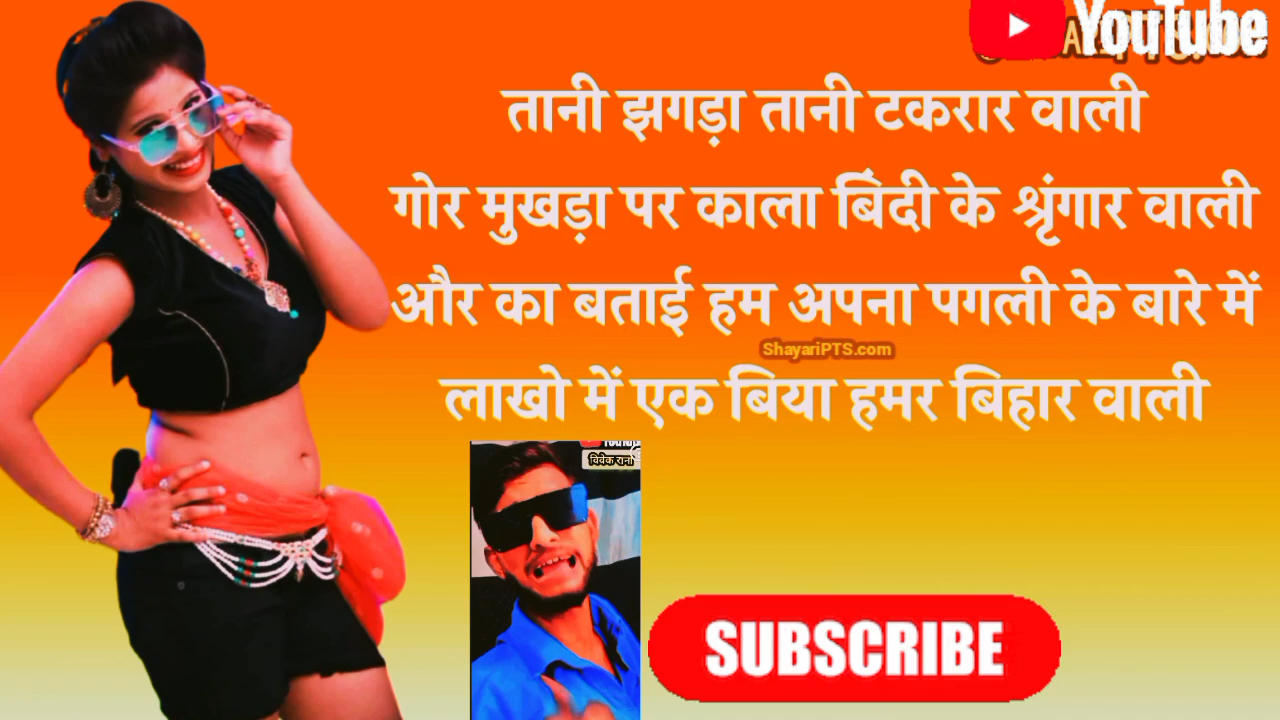 YouTube
तानी झगड़ा तानी टकरार वाली
गोर मुखड़ा पर काला बिंदी के श्रृंगार वाली
और का बताई हम अपना पगली के बारे में
ShayariPTS.com
लाखो में एक बिया हमर बिहार वाली
विवेक राना
SUBSCRIBE